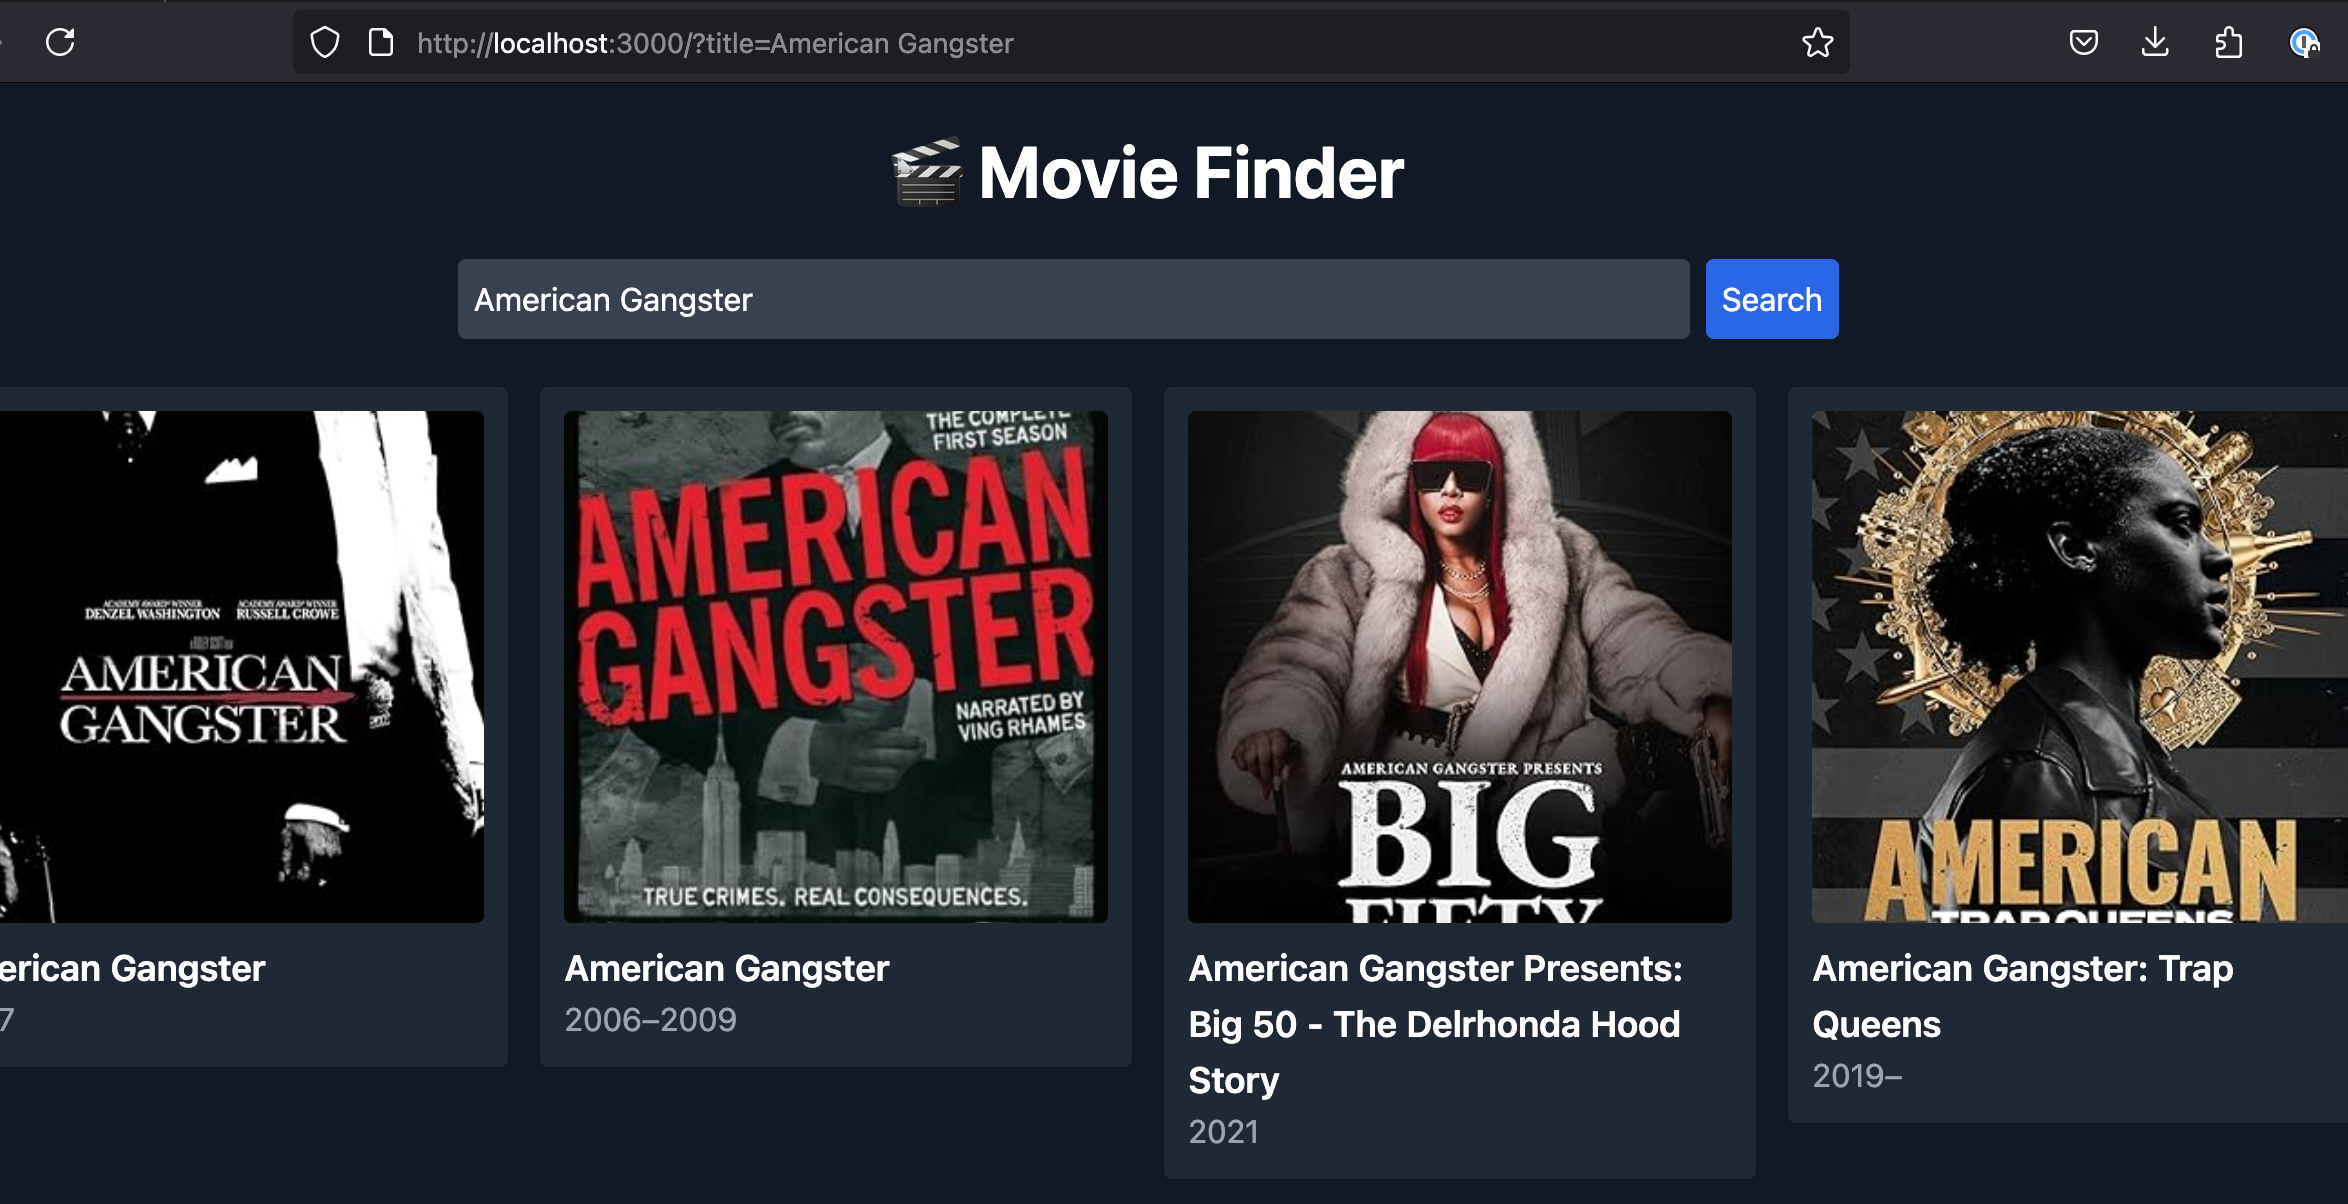 http://localhost:3000/?title=American Gangster
Movie Finder
American Gangster
Search
ACADEMY AWARD WINNER
DENZEL WASHINGTON
ACADEMY AWARD WINNER
RUSSELL CROWE
AMERICAN
GANGSTER
erican Gangster
7
THE COMPLETE
FIRST SEASON
AMERICAN
GANGSTER
NARRATED BY
VING RHAMES
TRUE CRIMES. REAL CONSEQUENCES.
American Gangster
2006–2009
AMERICAN GANGSTER PRESENTS
BIG
FIFTY
American Gangster Presents:
Big 50 - The Delrhonda Hood
Story
2021
AMERICAN
TRAP QUEENS
American Gangster: Trap
Queens
2019–